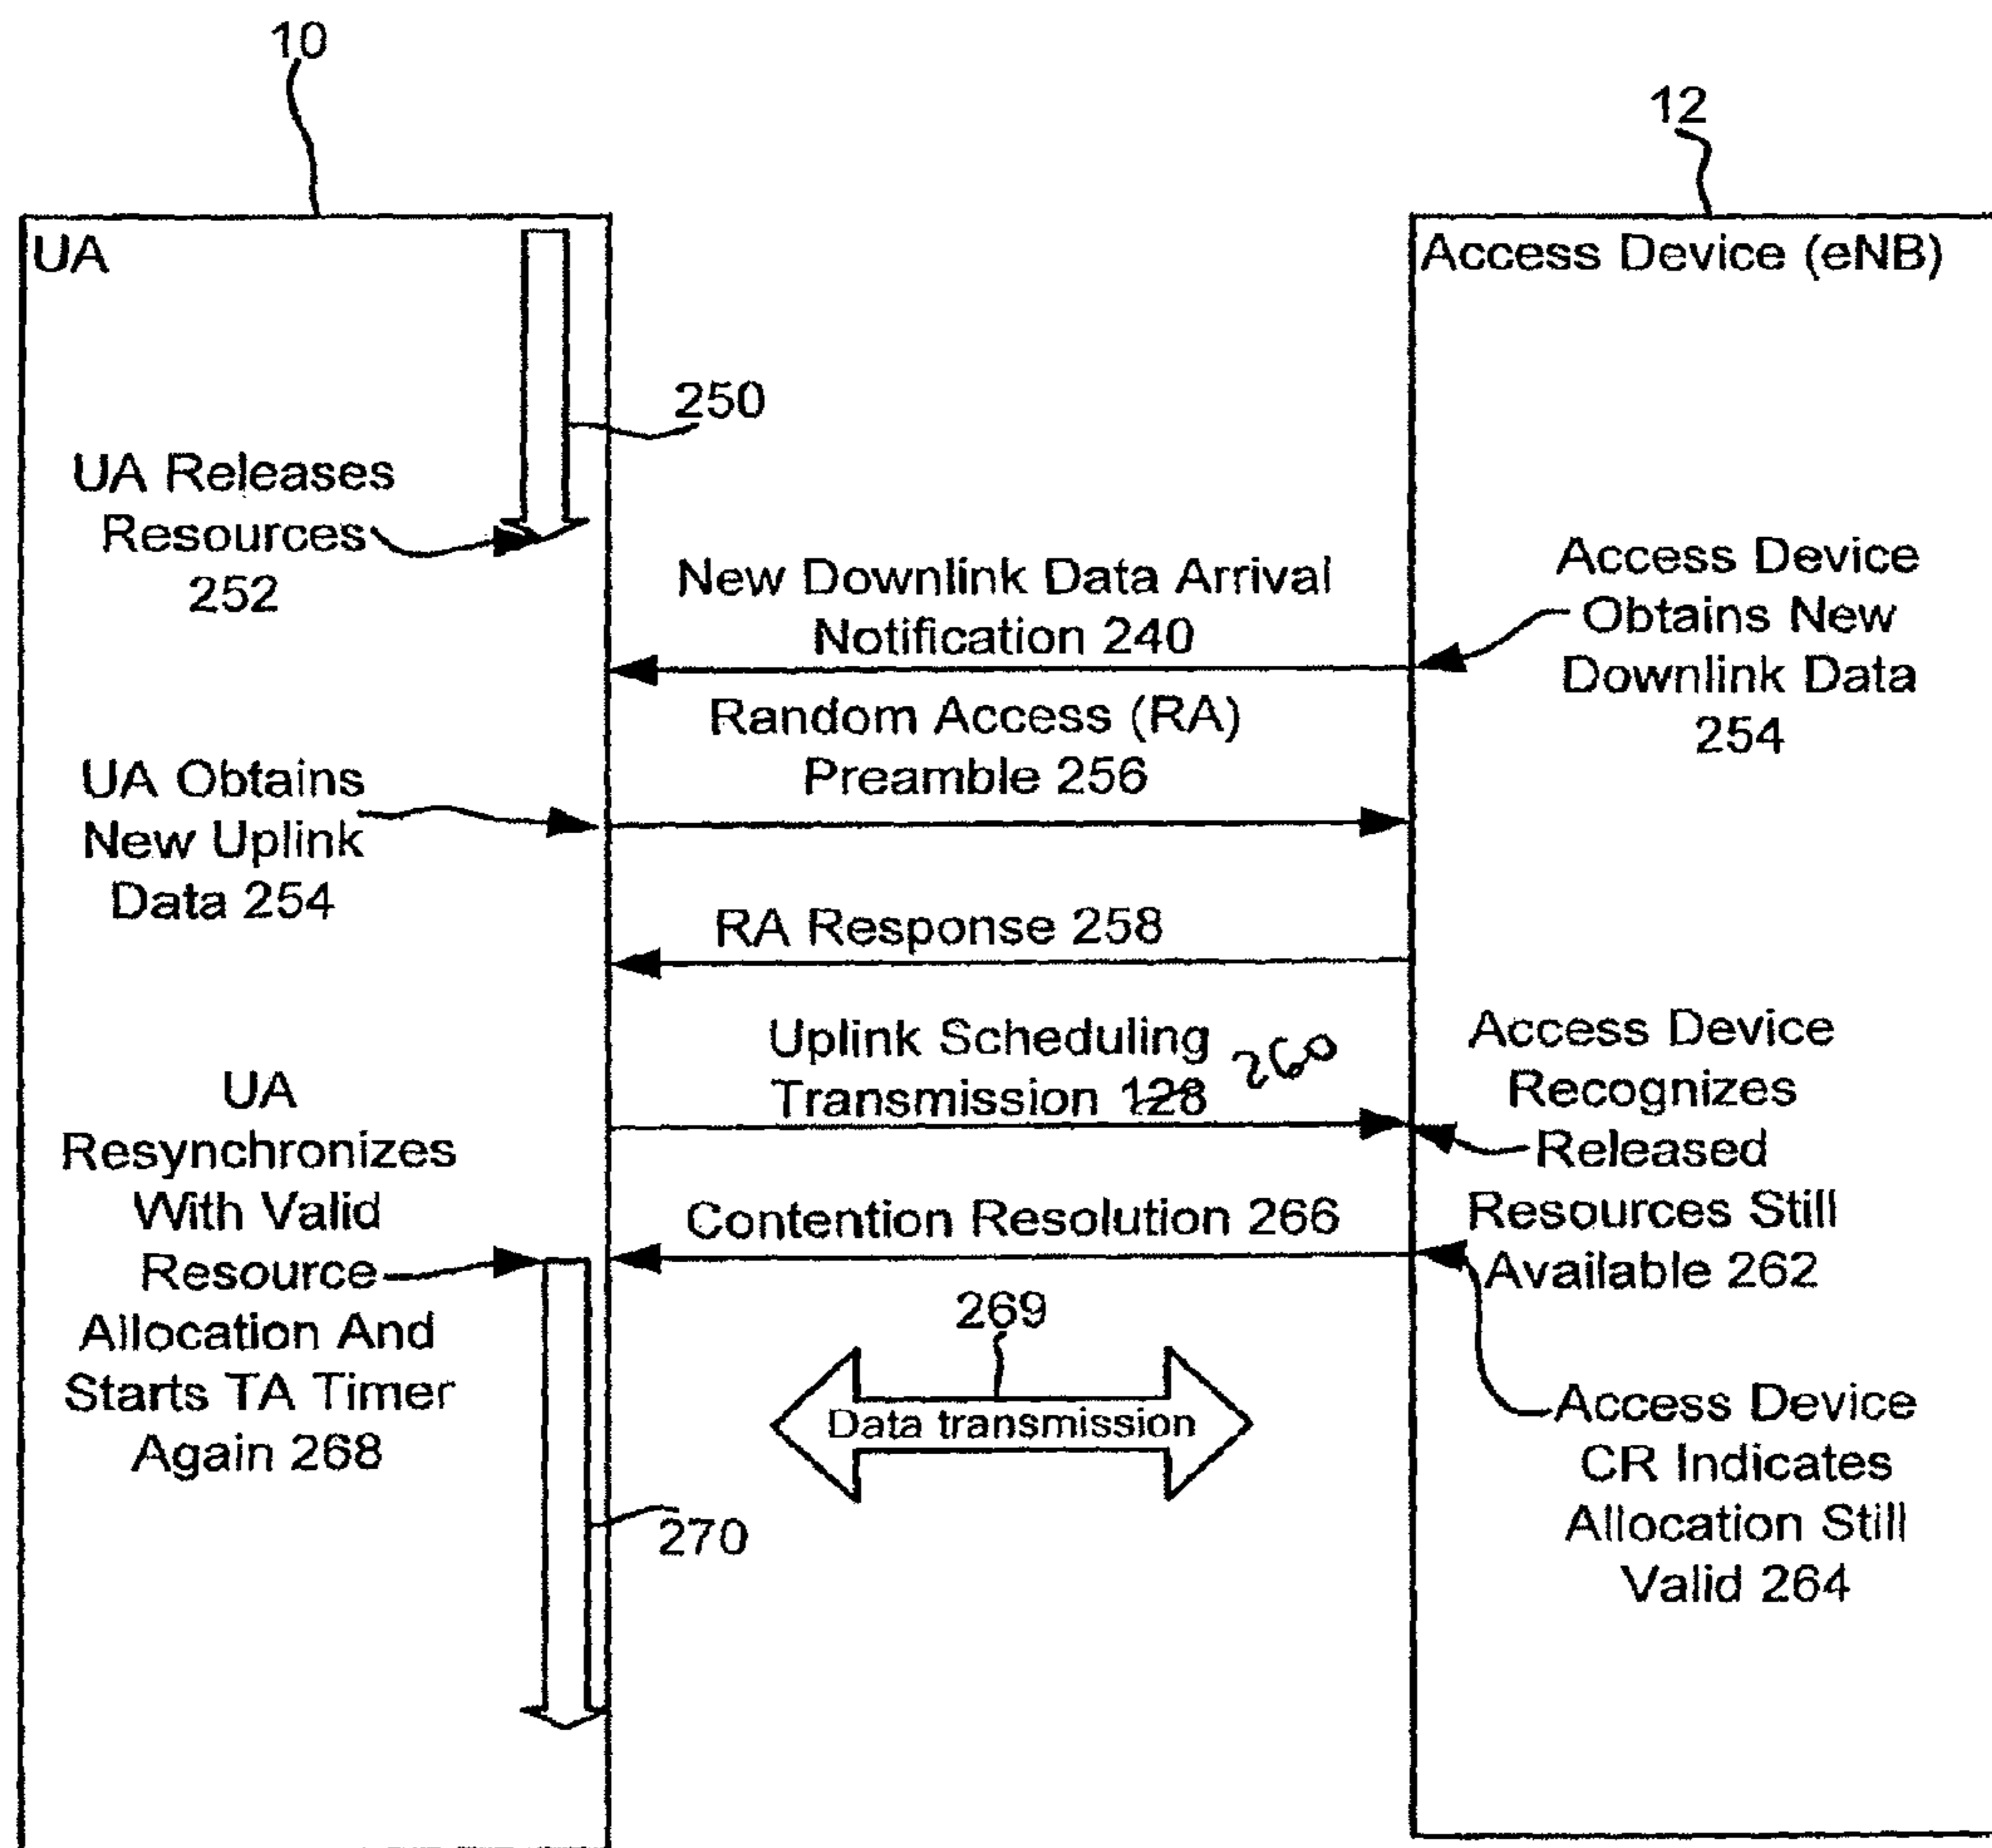 10
12
UA
Access Device (eNB)
250
UA Releases
Resources
252
New Downlink Data Arrival
Notification 240
Access Device
Obtains New
Downlink Data
254
Random Access (RA)
Preamble 256
UA Obtains
New Uplink
Data 254
RA Response 258
Uplink Scheduling
Transmission 128 260
Access Device
Recognizes
Released
Resources Still
Available 262
UA
Resynchronizes
With Valid
Resource
Allocation And
Starts TA Timer
Again 268
Contention Resolution 266
269
Data transmission
Access Device
CR Indicates
Allocation Still
Valid 264
270